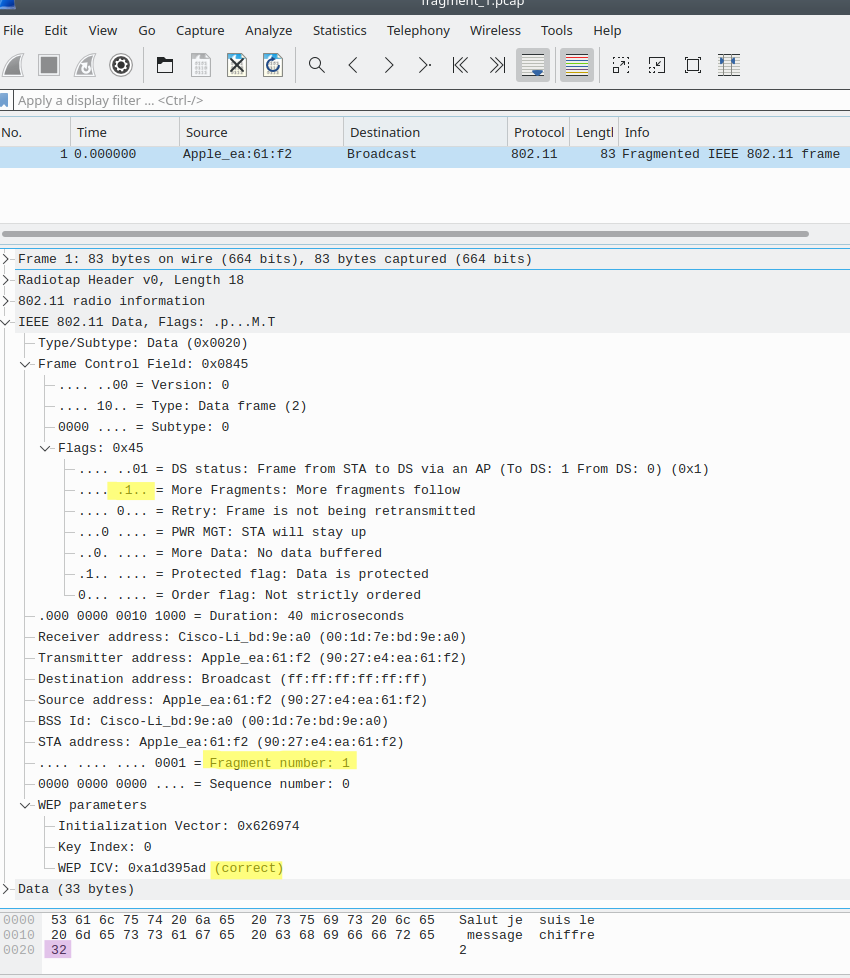 fragment_1.pcap
File Edit View Go Capture Analyze Statistics Telephony Wireless Tools Help
Apply a display filter ... <Ctrl-/>
No. Time Source Destination Protocol Lengtl Info
1 0.000000 Apple_ea:61:f2 Broadcast 802.11 83 Fragmented IEEE 802.11 frame
Frame 1: 83 bytes on wire (664 bits), 83 bytes captured (664 bits)
Radiotap Header v0, Length 18
802.11 radio information
IEEE 802.11 Data, Flags: .p...M.T
Type/Subtype: Data (0x0020)
Frame Control Field: 0x0845
.... ..00 = Version: 0
.... 10.. = Type: Data frame (2)
0000 .... = Subtype: 0
Flags: 0x45
.... ..01 = DS status: Frame from STA to DS via an AP (To DS: 1 From DS: 0) (0x1)
.... .1.. = More Fragments: More fragments follow
.... 0... = Retry: Frame is not being retransmitted
...0 .... = PWR MGT: STA will stay up
..0. .... = More Data: No data buffered
.1.. .... = Protected flag: Data is protected
0... .... = Order flag: Not strictly ordered
.000 0000 0010 1000 = Duration: 40 microseconds
Receiver address: Cisco-Li_bd:9e:a0 (00:1d:7e:bd:9e:a0)
Transmitter address: Apple_ea:61:f2 (90:27:e4:ea:61:f2)
Destination address: Broadcast (ff:ff:ff:ff:ff:ff)
Source address: Apple_ea:61:f2 (90:27:e4:ea:61:f2)
BSS Id: Cisco-Li_bd:9e:a0 (00:1d:7e:bd:9e:a0)
STA address: Apple_ea:61:f2 (90:27:e4:ea:61:f2)
.... .... .... 0001 = Fragment number: 1
0000 0000 0000 .... = Sequence number: 0
WEP parameters
Initialization Vector: 0x626974
Key Index: 0
WEP ICV: 0xa1d395ad (correct)
Data (33 bytes)
0000 53 61 6c 75 74 20 6a 65 20 73 75 69 73 20 6c 65 Salut je suis le
0010 20 6d 65 73 73 61 67 65 20 63 68 69 66 66 72 65 message chiffre
0020 32 2